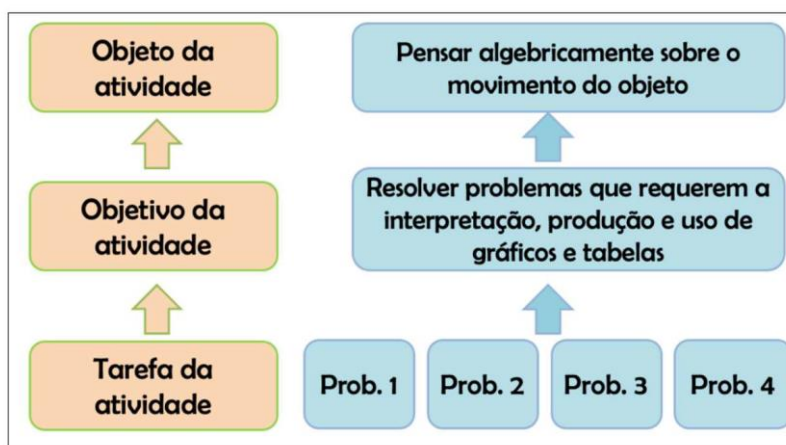 Objeto da
atividade
Pensar algebricamente sobre o
movimento do objeto
Objetivo da
atividade
Resolver problemas que requerem a
interpretação, produção e uso de
gráficos e tabelas
Tarefa da
atividade
Prob. 1
Prob. 2
Prob. 3
Prob. 4